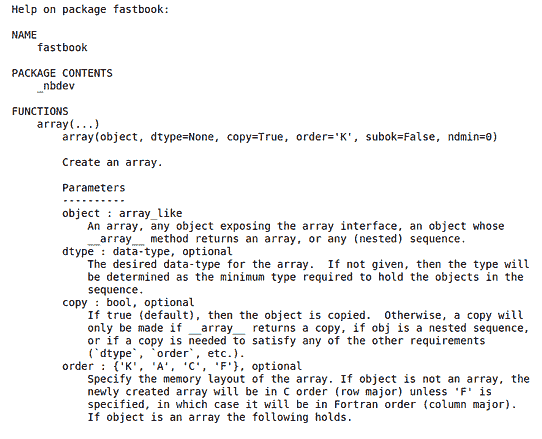 Help on package fastbook:
NAME
fastbook
PACKAGE CONTENTS
_nbdev
FUNCTIONS
array(...)
array(object, dtype=None, copy=True, order='K', subok=False, ndmin=0)
Create an array.
Parameters
----------
object : array_like
An array, any object exposing the array interface, an object whose
__array__ method returns an array, or any (nested) sequence.
dtype : data-type, optional
The desired data-type for the array.  If not given, then the type will
be determined as the minimum type required to hold the objects in the
sequence.
copy : bool, optional
If true (default), then the object is copied.  Otherwise, a copy will
only be made if __array__ returns a copy, if obj is a nested sequence,
or if a copy is needed to satisfy any of the other requirements
(`dtype`, `order`, etc.).
order : {'K', 'A', 'C', 'F'}, optional
Specify the memory layout of the array. If object is not an array, the
newly created array will be in C order (row major) unless 'F' is
specified, in which case it will be in Fortran order (column major).
If object is an array the following holds.